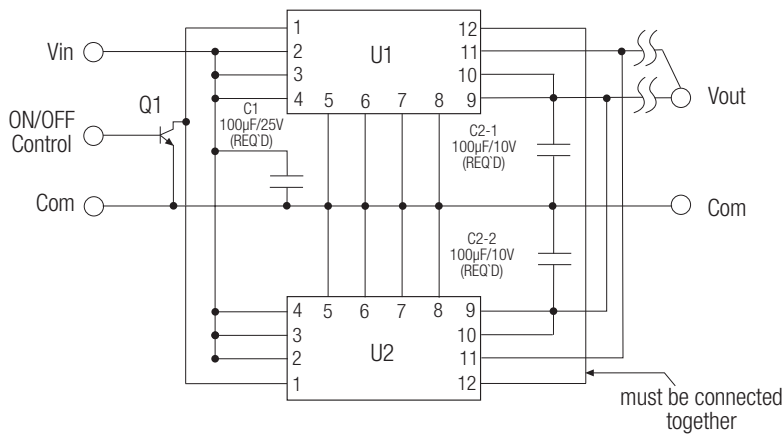 1
12
Vin
2
U1
11
3
10
4
5
6
7
8
9
Q1
C1
100µF/25V
(REQ`D)
Vout
ON/OFF
Control
C2-1
100µF/10V
(REQ`D)
Com
Com
C2-2
100µF/10V
(REQ`D)
4
5
6
7
8
9
3
10
2
U2
11
1
12
must be connected
together